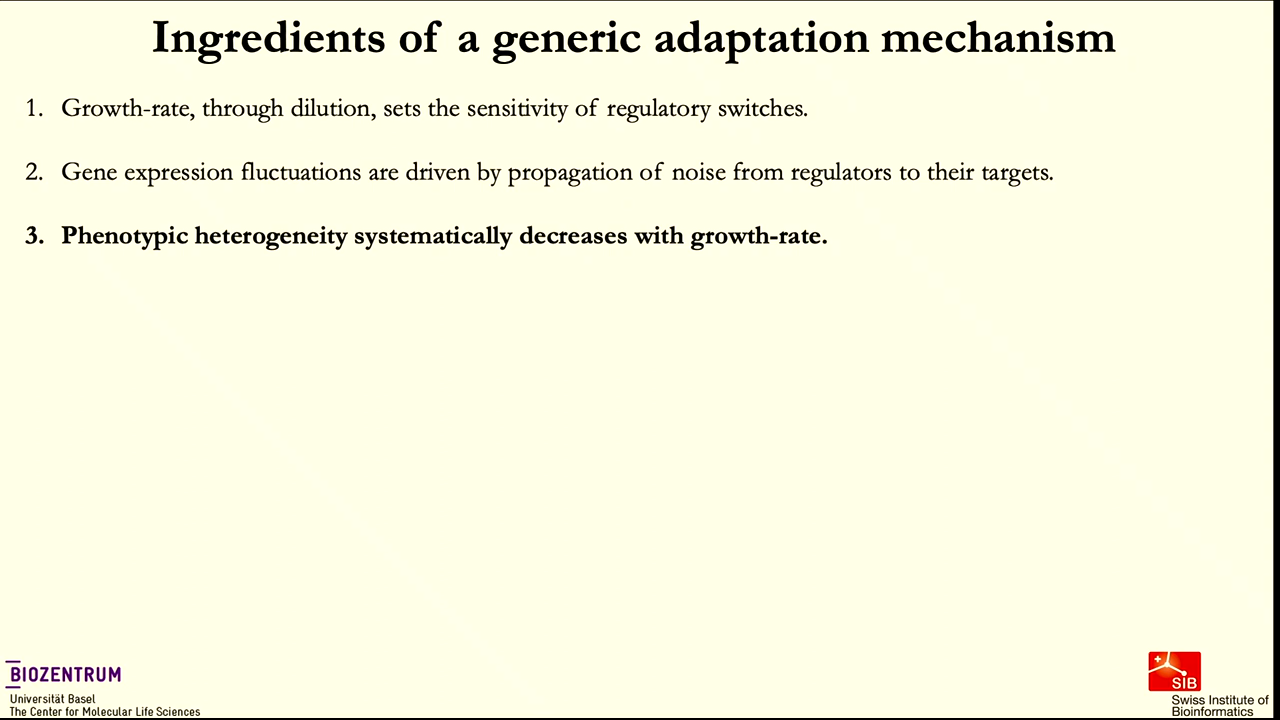 Ingredients of a generic adaptation mechanism
1. Growth-rate, through dilution, sets the sensitivity of regulatory switches.
2. Gene expression fluctuations are driven by propagation of noise from regulators to their targets.
3. Phenotypic heterogeneity systematically decreases with growth-rate.
BIOZENTRUM
Universität Basel
The Center for Molecular Life Sciences
SIB
Swiss Institute of
Bioinformatics